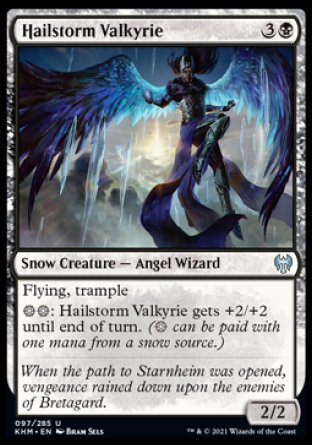 Hailstorm Valkyrie 3
Snow Creature — Angel Wizard
Flying, trample
: Hailstorm Valkyrie gets +2/+2
until end of turn. ( can be paid with
one mana from a snow source.)
When the path to Starnheim was opened,
vengeance rained down upon the enemies
of Bretagard.
2/2
097/285 U
KHM • EN Bram Sels
™ & © 2021 Wizards of the Coast